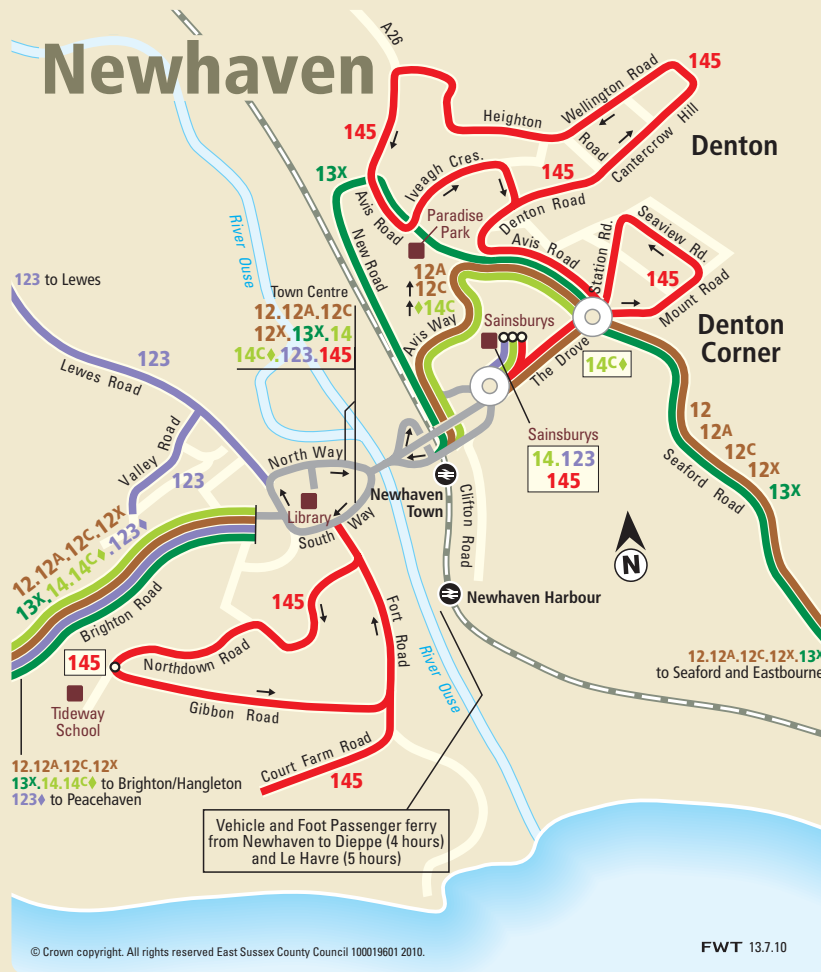 Newhaven
A26
145
Wellington Road
Heighton
Road
Cantercrow Hill
Denton
145
13X
Iveagh Cres.
145
Avis Road
Denton Road
Paradise
Park
Avis Road
Station Rd.
Seaview Rd.
145
Mount Road
River Ouse
New Road
12A
12C
♦14C
Avis Way
Sainsburys
The Drove
14C♦
Denton
Corner
123 to Lewes
Town Centre
12.12A.12C
12X.13X.14
14C♦.123.145
123
Lewes Road
Valley Road
123
North Way
Library
South Way
Newhaven
Town
Clifton Road
Sainsburys
14.123
145
12
12A
12C
12X
13X
Seaford Road
N
12.12A.12C.12X
13X.14.14C♦.123♦
Brighton Road
145
Fort Road
Newhaven Harbour
145
Northdown Road
Gibbon Road
Tideway
School
River Ouse
Court Farm Road
145
12.12A.12C.12X.13X
to Seaford and Eastbourne
12.12A.12C.12X
13X.14.14C♦ to Brighton/Hangleton
123♦ to Peacehaven
Vehicle and Foot Passenger ferry
from Newhaven to Dieppe (4 hours)
and Le Havre (5 hours)
© Crown copyright. All rights reserved East Sussex County Council 100019601 2010.
FWT 13.7.10